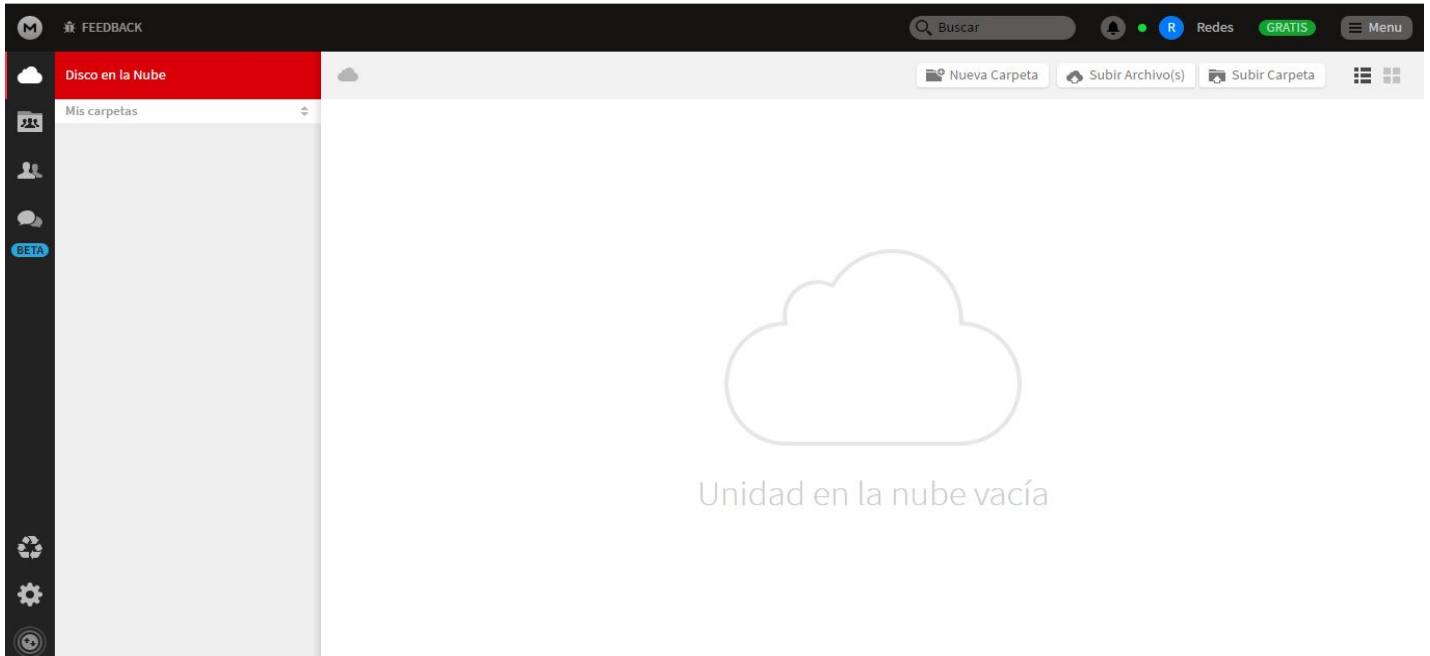 M
FEEDBACK
Buscar
R
Redes
GRATIS
Menu
Disco en la Nube
Nueva Carpeta
Subir Archivo(s)
Subir Carpeta
Mis carpetas
BETA
Unidad en la nube vacía